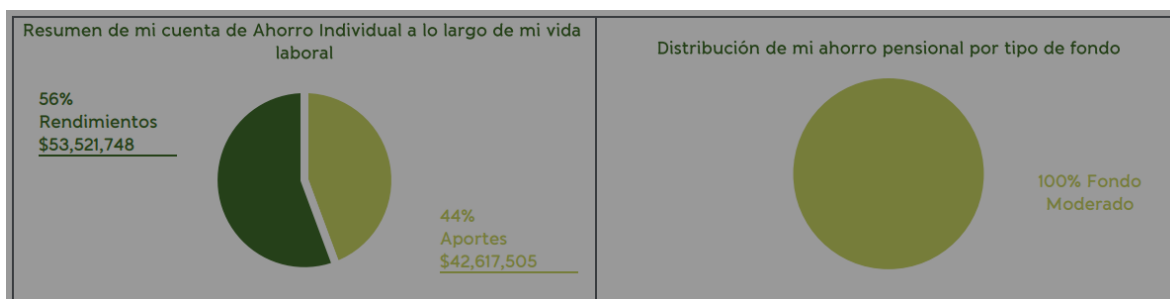 Resumen de mi cuenta de Ahorro Individual a lo largo de mi vida
laboral
56%
Rendimientos
$53,521,748
44%
Aportes
$42,617,505
Distribución de mi ahorro pensional por tipo de fondo
100% Fondo
Moderado